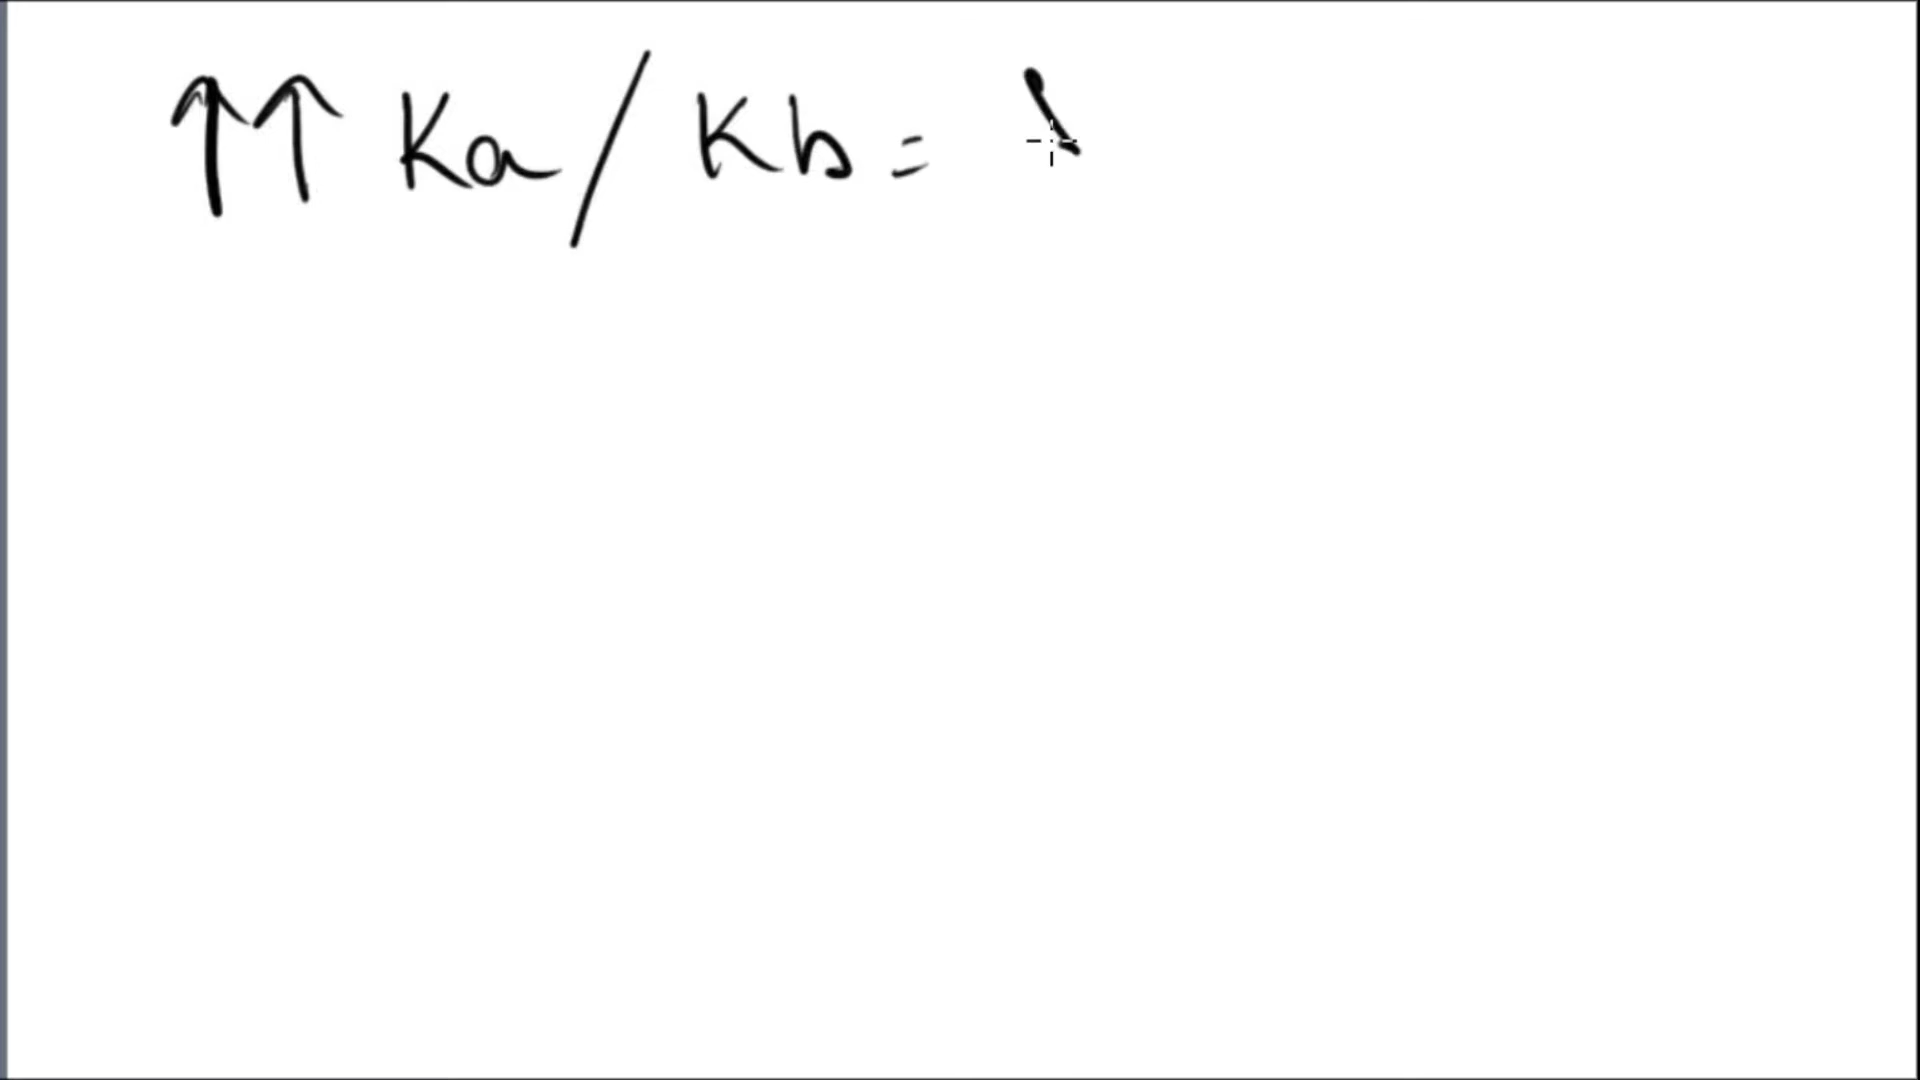 ↑↑ Ka / Kb =